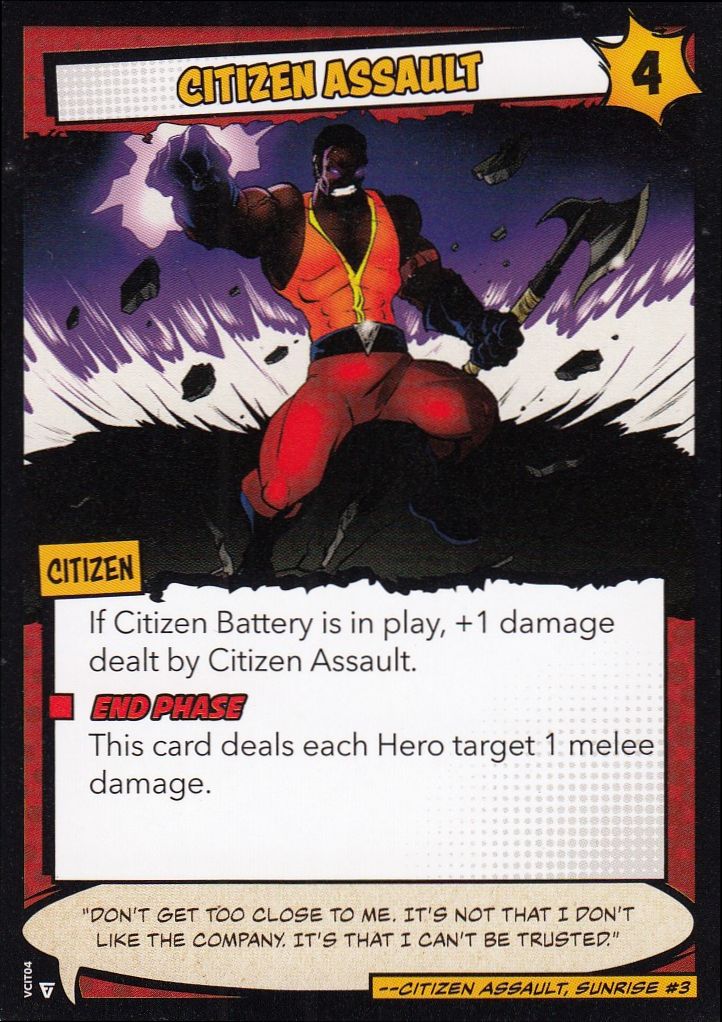 CITIZEN ASSAULT
4
CITIZEN
If Citizen Battery is in play, +1 damage
dealt by Citizen Assault.
END PHASE
This card deals each Hero target 1 melee
damage.
"DON'T GET TOO CLOSE TO ME. IT'S NOT THAT I DON'T
LIKE THE COMPANY. IT'S THAT I CAN'T BE TRUSTED."
--CITIZEN ASSAULT, SUNRISE #3
VCIT04